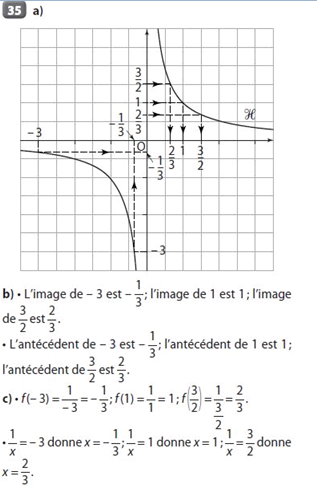 35 a)
3/2
1
2/3
-1/3
-3
O
ℋ
-1/3
2/3 1 3/2
-3
b) • L'image de – 3 est – 1/3; l'image de 1 est 1; l'image
de 3/2 est 2/3.
• L'antécédent de – 3 est – 1/3; l'antécédent de 1 est 1;
l'antécédent de 3/2 est 2/3.
c) • f(– 3) = 1/-3 = – 1/3; f(1) = 1/1 = 1; f(3/2) = 1/(3/2) = 2/3.
• 1/x = – 3 donne x = – 1/3; 1/x = 1 donne x = 1; 1/x = 3/2 donne
x = 2/3.